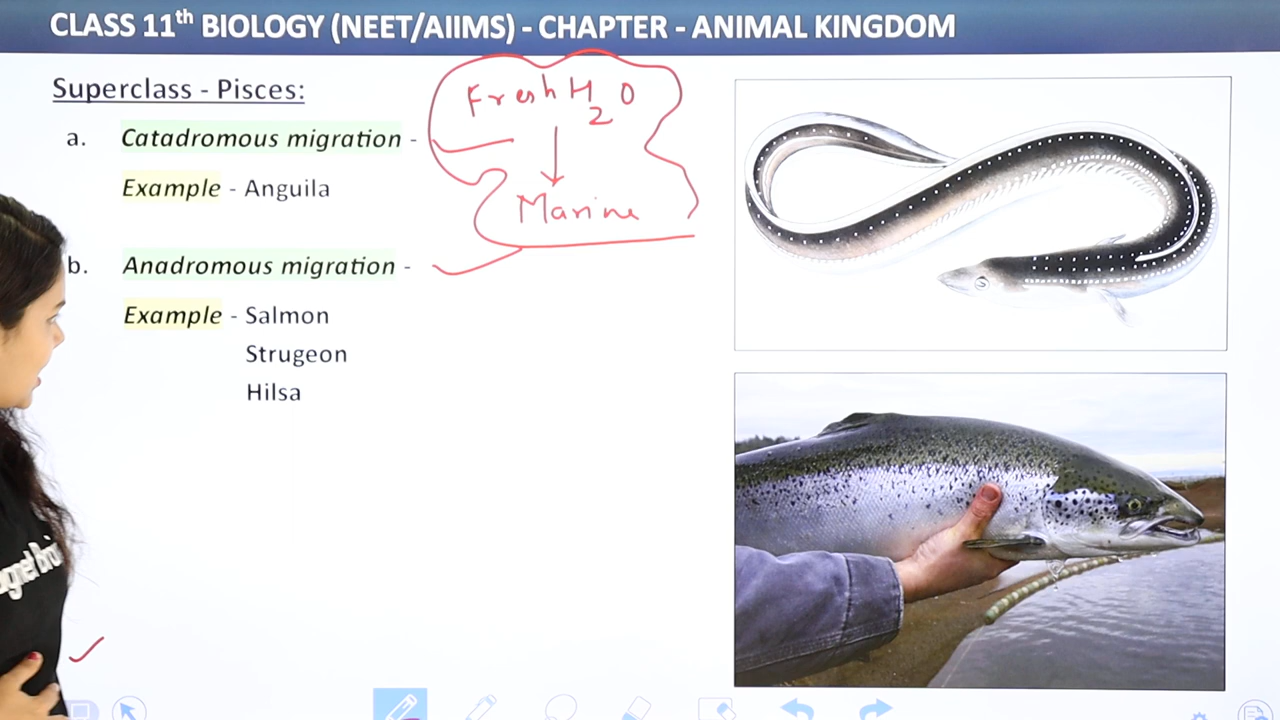 CLASS 11th BIOLOGY (NEET/AIIMS) - CHAPTER - ANIMAL KINGDOM
Superclass - Pisces:
a. Catadromous migration -
Fresh H2O
Marine
Example - Anguila
b. Anadromous migration -
Example - Salmon
Strugeon
Hilsa